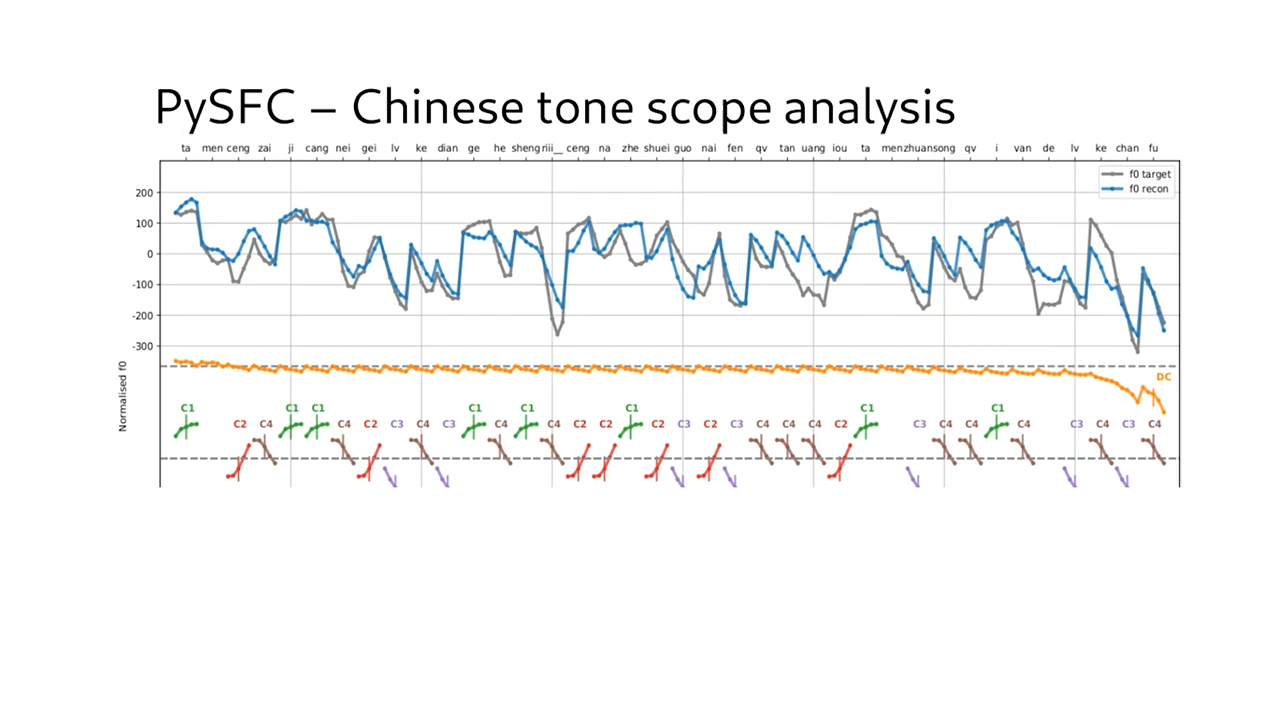 PySFC – Chinese tone scope analysis
ta men ceng zai ji cang nei gei lv ke dian ge he sheng riii__ ceng na zhe shuei guo nai fen qv tan uang iou ta men zhuan song qv i van de lv ke chan fu
f0 target
f0 recon
200
100
0
-100
-200
-300
Normalised f0
DC
C1 C1 C1 C1 C1 C1 C1 C1
C2 C4 C4 C2 C3 C4 C3 C4 C4 C2 C2 C2 C3 C2 C3 C4 C4 C4 C2 C3 C4 C4 C4 C3 C4 C3 C4